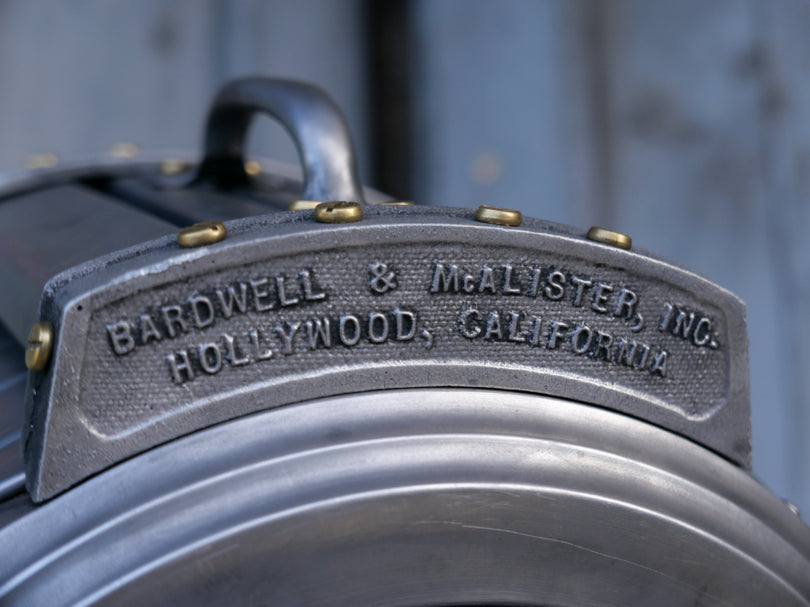 BARDWELL & McALISTER, INC.
HOLLYWOOD, CALIFORNIA